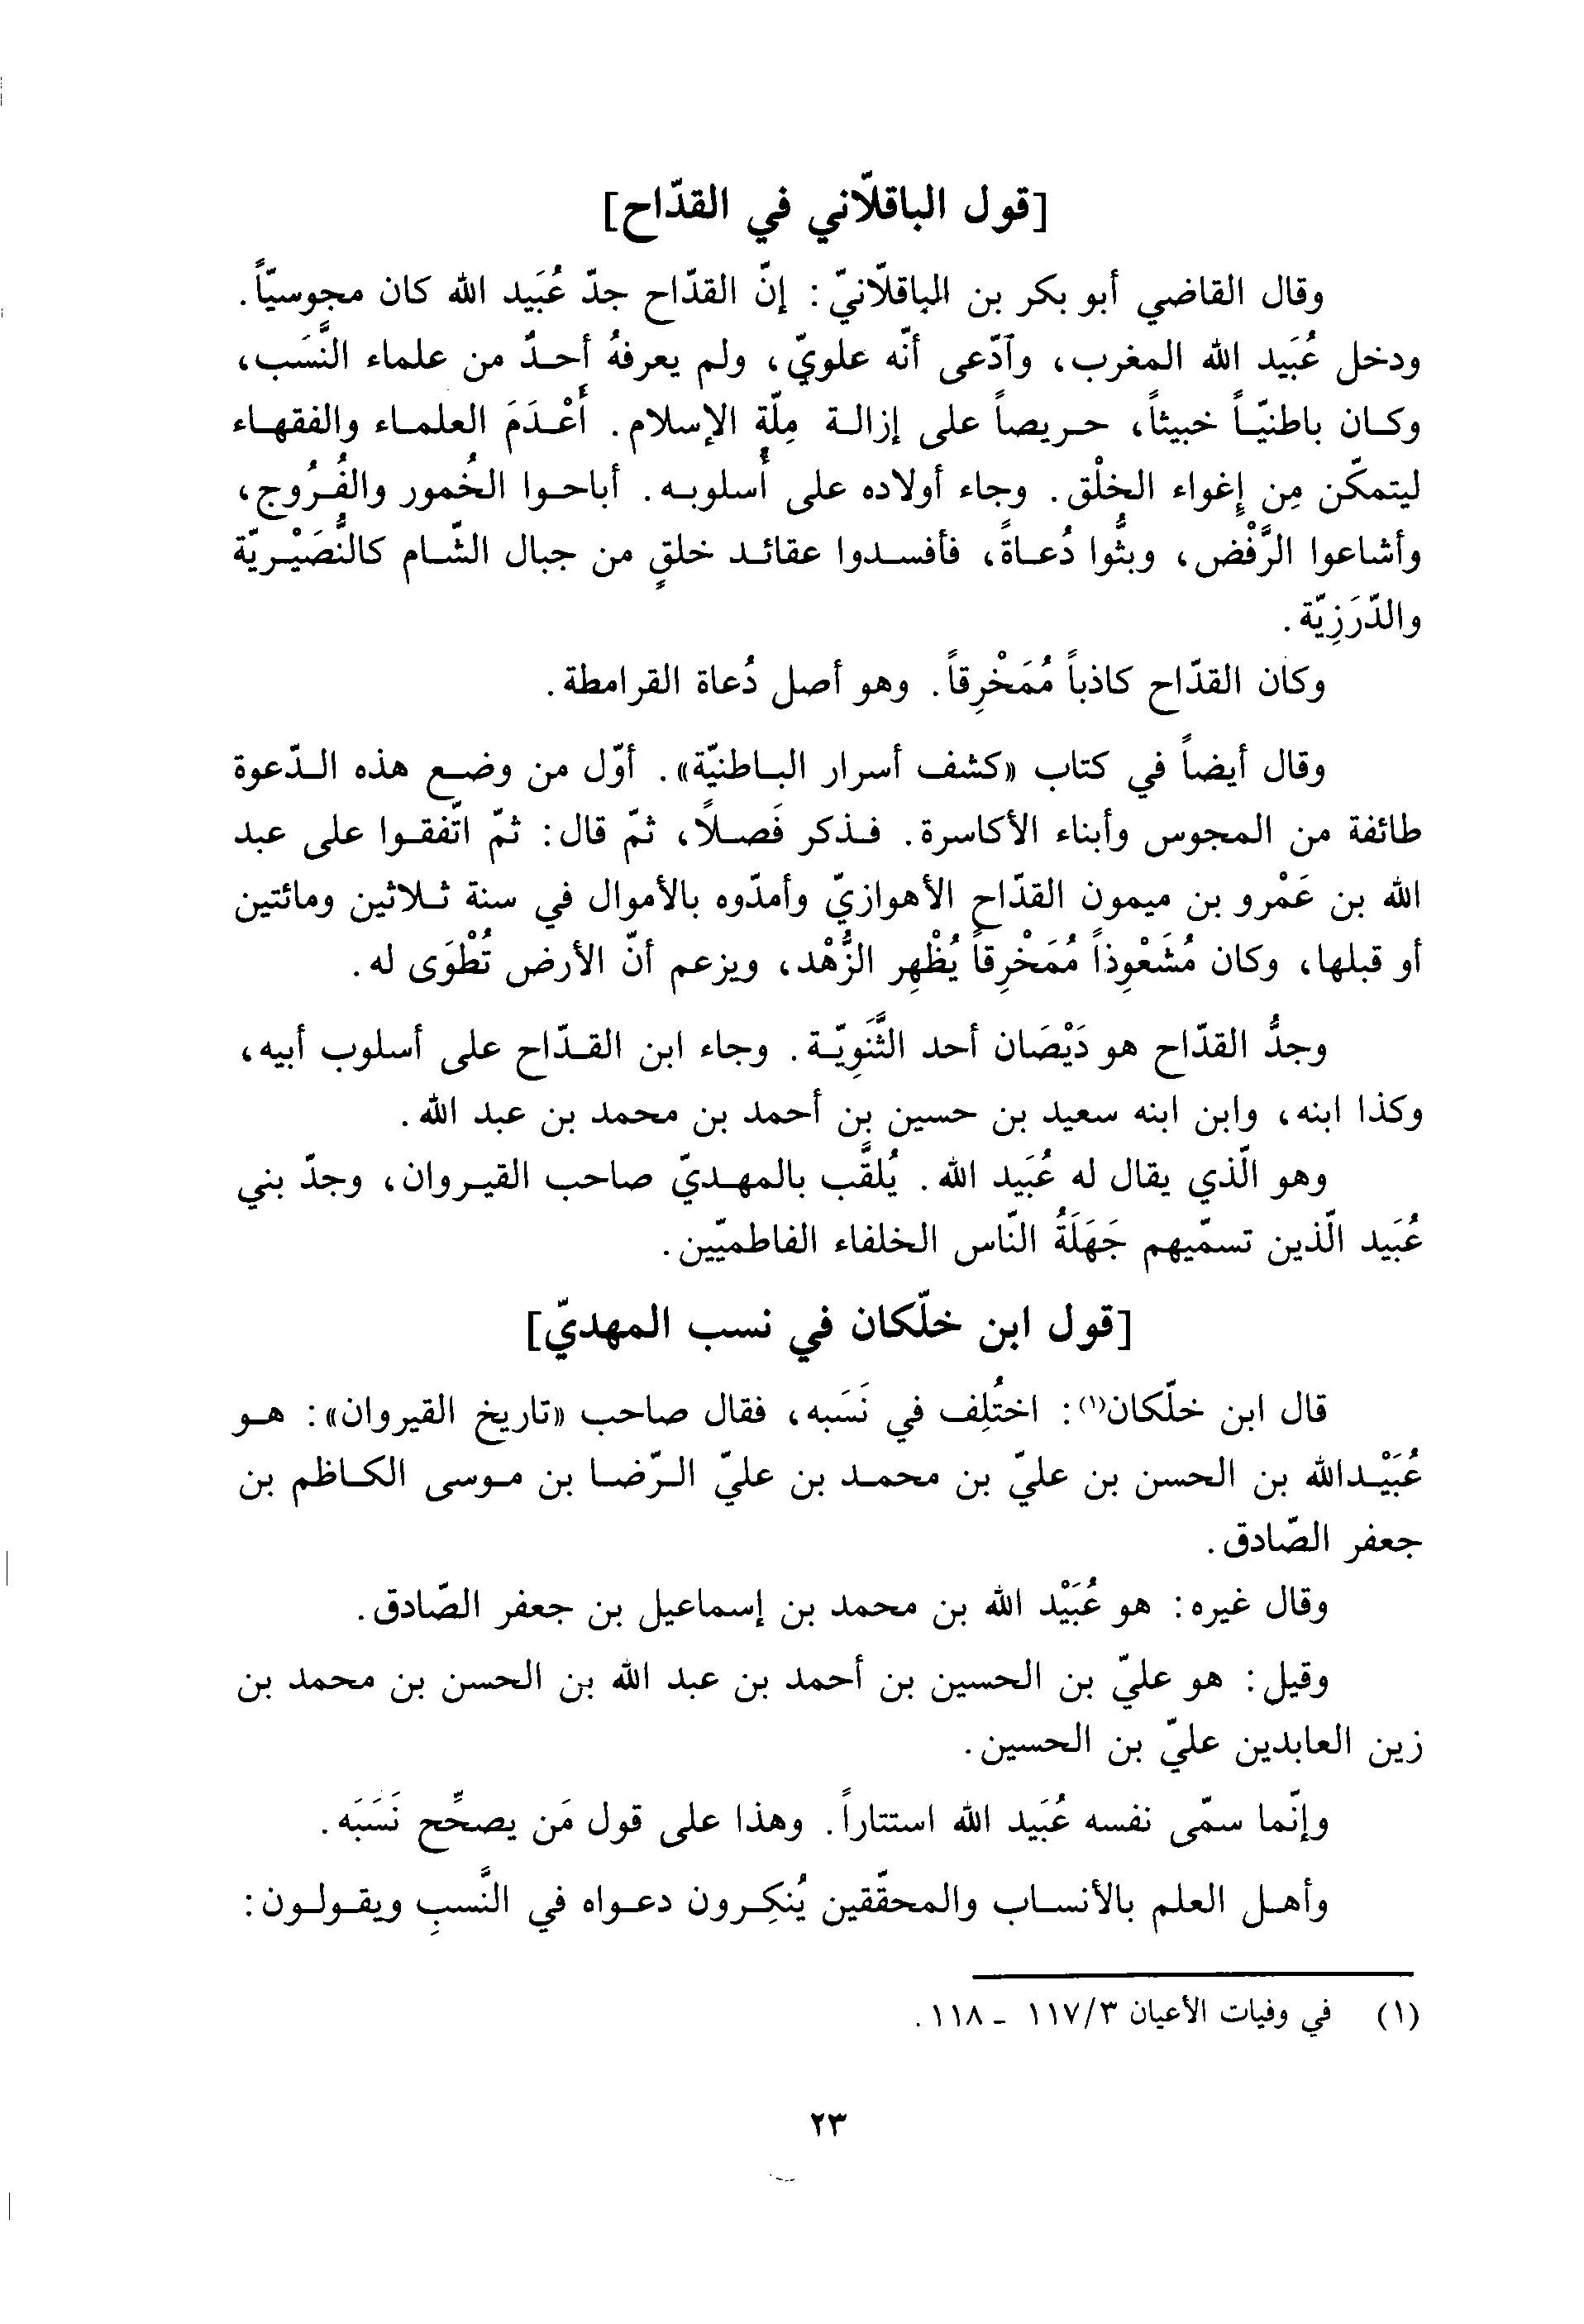 [قول الباقلّاني في القدّاح]
وقال القاضي أبو بكر بن الباقلّانيّ: إنّ القدّاح جدّ عُبَيد الله كان مجوسيّاً.
ودخل عُبَيد الله المغرب، وآدّعى أنّه علويّ، ولم يعرفهُ أحدٌ من علماء النَّسَب،
وكان باطنيّاً خبيثاً، حريصاً على إزالة مِلّةِ الإسلام. أَعْدَمَ العلماء والفقهاء
ليتمكّن مِن إِغواء الخلْق. وجاء أولاده على أُسلوبه. أباحوا الخُمور والفُرُوج،
وأشاعوا الرَّفْض، وبثُّوا دُعاةً، فأفسدوا عقائد خلقٍ من جبال الشّام كالنُّصَيْريّة
والدّرَزِيّة.
وكان القدّاح كاذباً مُمَخْرِقاً. وهو أصل دُعاة القرامطة.
وقال أيضاً في كتاب «كشف أسرار الباطنيّة». أوّل من وضع هذه الدّعوة
طائفة من المجوس وأبناء الأكاسرة. فذكر فَصلاً، ثمّ قال: ثمّ اتّفقوا على عبد
الله بن عَمْرو بن ميمون القدّاح الأهوازيّ وأمدّوه بالأموال في سنة ثلاثين ومائتين
أو قبلها، وكان مُشَعْوِذاً مُمَخْرِقاً يُظْهِر الزُّهْد، ويزعم أنّ الأرض تُطْوَى له.
وجدُّ القدّاح هو دَيْصَان أحد الثَّنَوِيّة. وجاء ابن القدّاح على أسلوب أبيه،
وكذا ابنه، وابن ابنه سعيد بن حسين بن أحمد بن محمد بن عبد الله.
وهو الّذي يقال له عُبَيد الله. يُلقَّب بالمهديّ صاحب القيروان، وجدّ بني
عُبَيد الّذين تسمّيهم جَهَلَةُ النّاس الخلفاء الفاطميّين.
[قول ابن خلّكان في نسب المهديّ]
قال ابن خلّكان(١): اختُلِف في نَسَبه، فقال صاحب «تاريخ القيروان»: هو
عُبَيْدالله بن الحسن بن عليّ بن محمد بن عليّ الرّضا بن موسى الكاظم بن
جعفر الصّادق.
وقال غيره: هو عُبَيْد الله بن محمد بن إسماعيل بن جعفر الصّادق.
وقيل: هو عليّ بن الحسين بن أحمد بن عبد الله بن الحسن بن محمد بن
زين العابدين عليّ بن الحسين.
وإنّما سمّى نفسه عُبَيد الله استتاراً. وهذا على قول مَن يصحِّح نَسَبَه.
وأهل العلم بالأنساب والمحقّقين يُنكِرون دعواه في النَّسبِ ويقولون:
(١) في وفيات الأعيان ١١٧/٣ - ١١٨.
٢٣